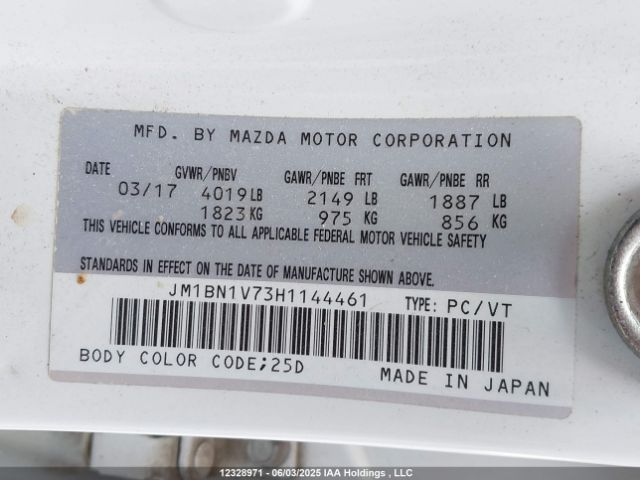 MFD. BY MAZDA MOTOR CORPORATION
DATE GVWR/PNBV GAWR/PNBE FRT GAWR/PNBE RR
03/17 4019LB 2149 LB 1887 LB
1823KG 975 KG 856 KG
THIS VEHICLE CONFORMS TO ALL APPLICABLE FEDERAL MOTOR VEHICLE SAFETY
STANDARDS IN EFFECT ON THE DATE OF MANUFACTURE SHOWN ABOVE.
JM1BN1V73H1144461 TYPE: PC/VT
BODY COLOR CODE;25D MADE IN JAPAN
12328971 - 06/03/2025 IAA Holdings , LLC